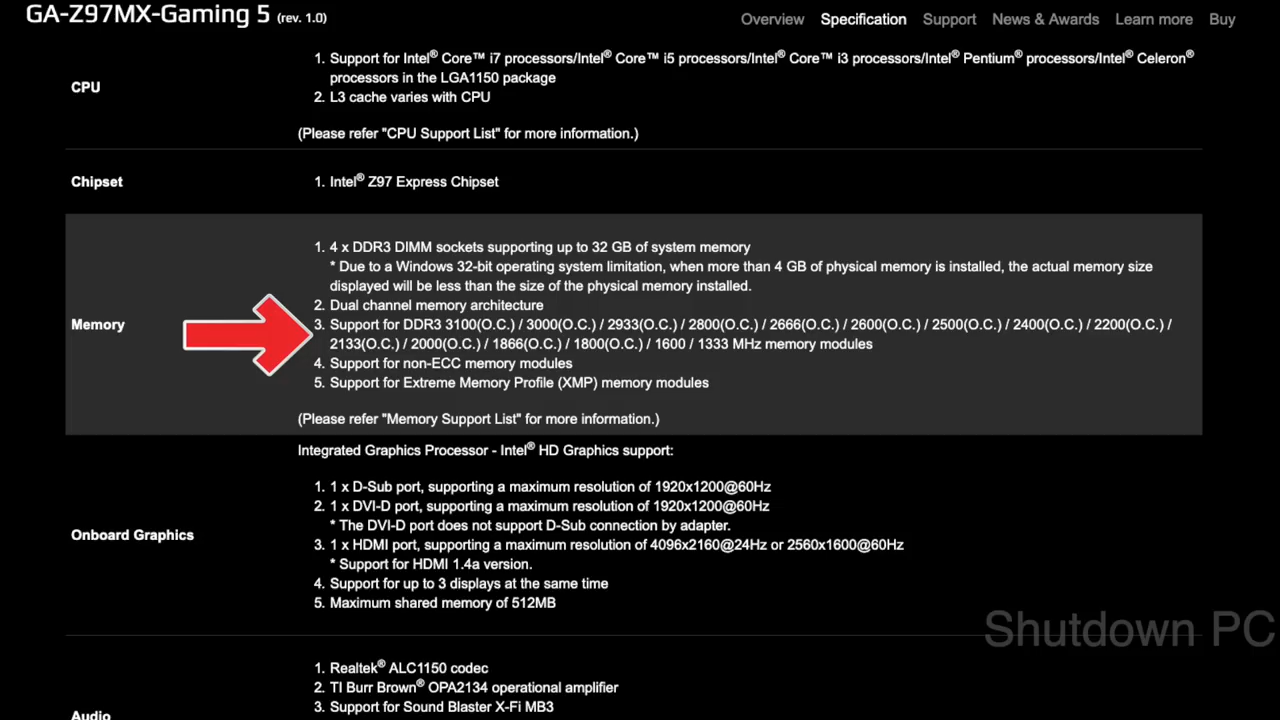 GA-Z97MX-Gaming 5 (rev. 1.0)
Overview Specification Support News & Awards Learn more Buy
CPU
1. Support for Intel® Core™ i7 processors/Intel® Core™ i5 processors/Intel® Core™ i3 processors/Intel® Pentium® processors/Intel® Celeron®
processors in the LGA1150 package
2. L3 cache varies with CPU
(Please refer "CPU Support List" for more information.)
Chipset
1. Intel® Z97 Express Chipset
Memory
1. 4 x DDR3 DIMM sockets supporting up to 32 GB of system memory
* Due to a Windows 32-bit operating system limitation, when more than 4 GB of physical memory is installed, the actual memory size
displayed will be less than the size of the physical memory installed.
2. Dual channel memory architecture
3. Support for DDR3 3100(O.C.) / 3000(O.C.) / 2933(O.C.) / 2800(O.C.) / 2666(O.C.) / 2600(O.C.) / 2500(O.C.) / 2400(O.C.) / 2200(O.C.) /
2133(O.C.) / 2000(O.C.) / 1866(O.C.) / 1800(O.C.) / 1600 / 1333 MHz memory modules
4. Support for non-ECC memory modules
5. Support for Extreme Memory Profile (XMP) memory modules
(Please refer "Memory Support List" for more information.)
Onboard Graphics
Integrated Graphics Processor - Intel® HD Graphics support:
1. 1 x D-Sub port, supporting a maximum resolution of 1920x1200@60Hz
2. 1 x DVI-D port, supporting a maximum resolution of 1920x1200@60Hz
* The DVI-D port does not support D-Sub connection by adapter.
3. 1 x HDMI port, supporting a maximum resolution of 4096x2160@24Hz or 2560x1600@60Hz
* Support for HDMI 1.4a version.
4. Support for up to 3 displays at the same time
5. Maximum shared memory of 512MB
Shutdown PC
Audio
1. Realtek® ALC1150 codec
2. TI Burr Brown® OPA2134 operational amplifier
3. Support for Sound Blaster X-Fi MB3